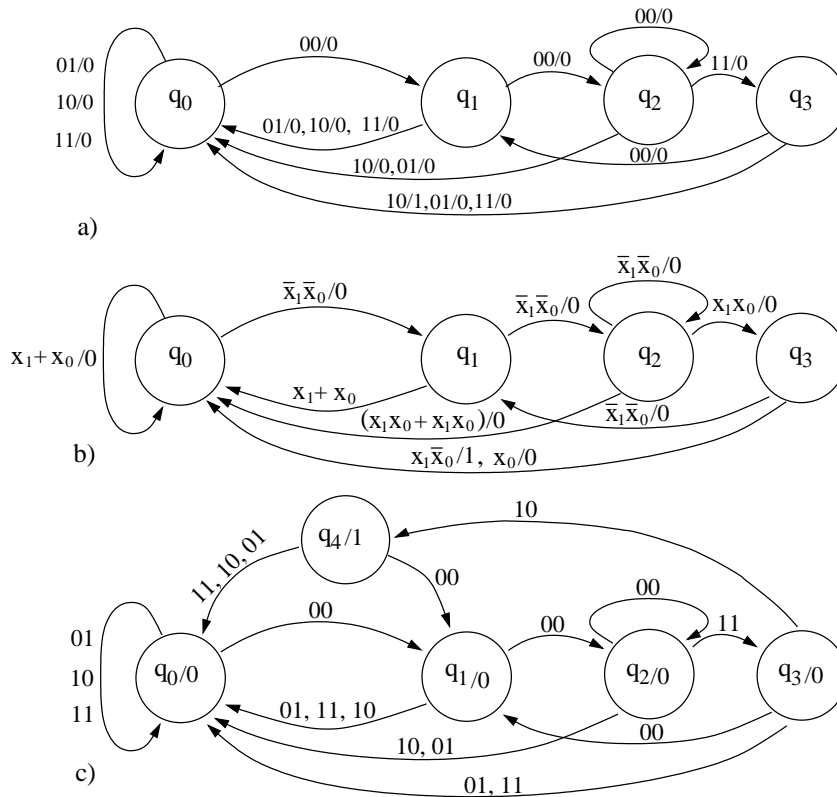 00/0
00/0
00/0
11/0
01/0
10/0
11/0
q0
q1
q2
q3
01/0, 10/0, 11/0
10/0, 01/0
00/0
10/1, 01/0, 11/0
a)
x̅1x̅0/0
x̅1x̅0/0
x̅1x̅0/0
x1x0/0
x1 + x0/0
q0
q1
q2
q3
x1 + x0
(x1x0 + x1x0)/0
x̅1x̅0/0
x1x̅0/1, x0/0
b)
10
q4/1
11, 10, 01
00
00
00
00
11
01
10
11
q0/0
q1/0
q2/0
q3/0
01, 11, 10
10, 01
00
01, 11
c)